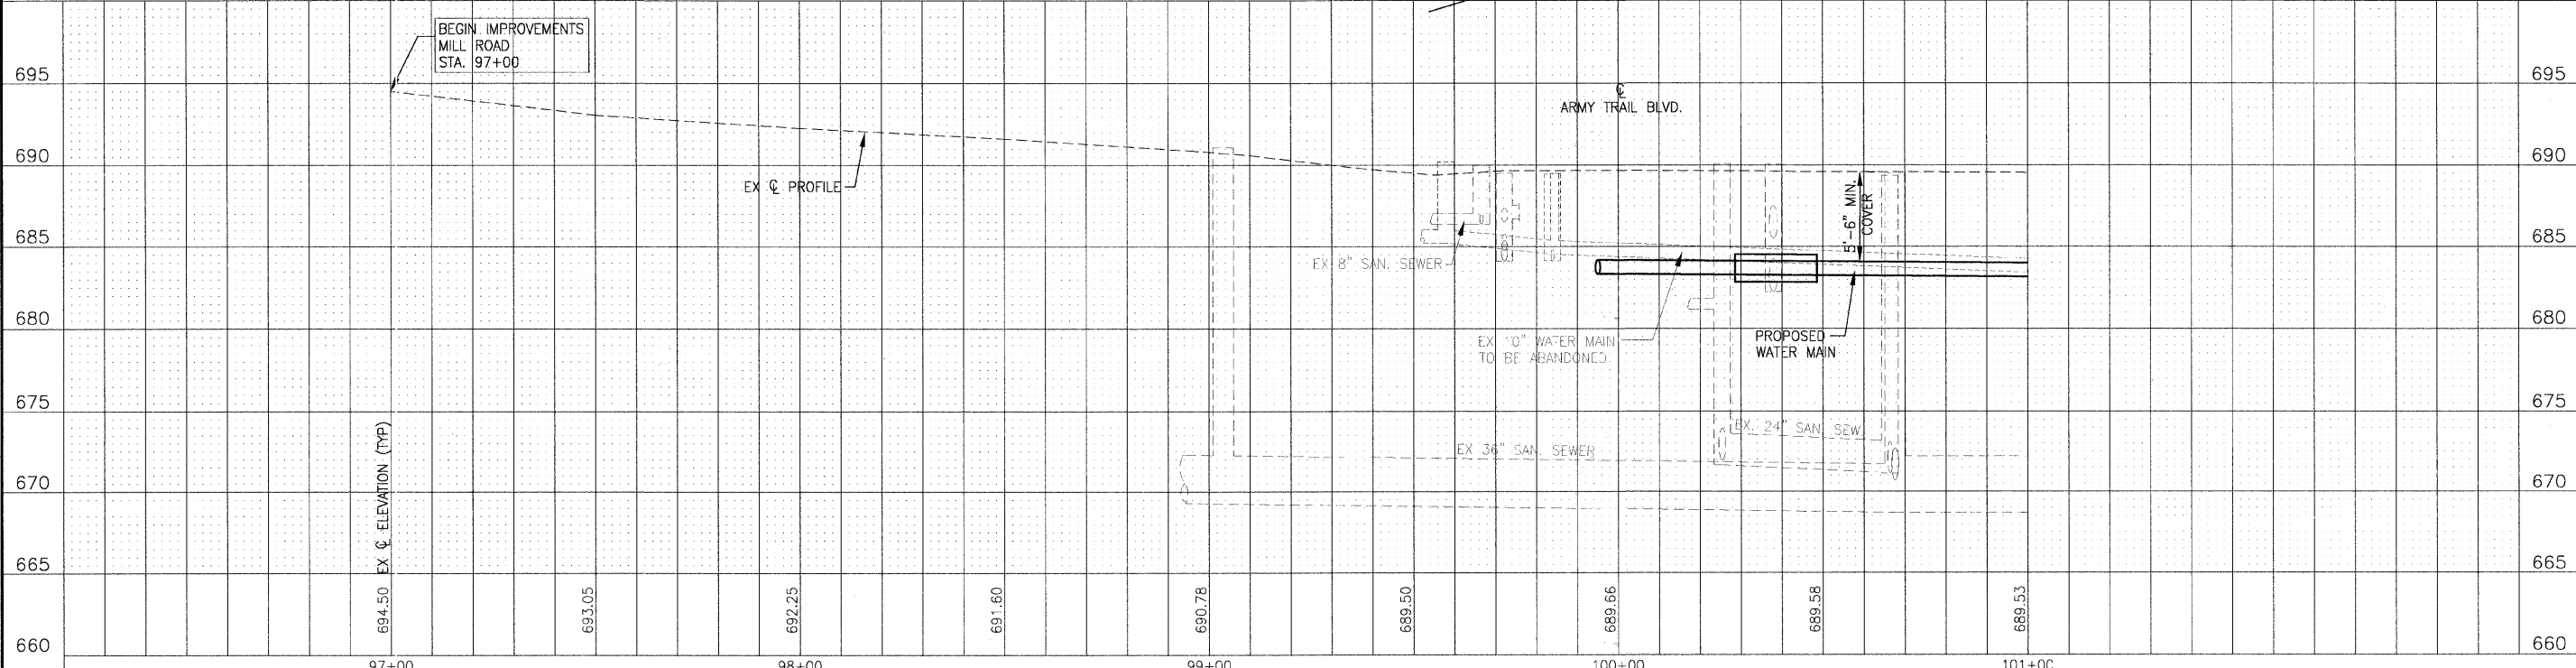 BEGIN IMPROVEMENTS
MILL ROAD
STA. 97+00
695
695
℄
ARMY TRAIL BLVD.
690
690
EX ℄ PROFILE
5'-6" MIN.
COVER
685
685
EX 8" SAN. SEWER
680
680
EX 10" WATER MAIN
TO BE ABANDONED
PROPOSED
WATER MAIN
675
675
EX. 24" SAN. SEW.
EX 36" SAN. SEWER
670
670
665
665
694.50 EX ℄ ELEVATION (TYP)
693.05
692.25
691.60
690.78
689.50
689.66
689.58
689.53
660
660
97+00
98+00
99+00
100+00
101+00